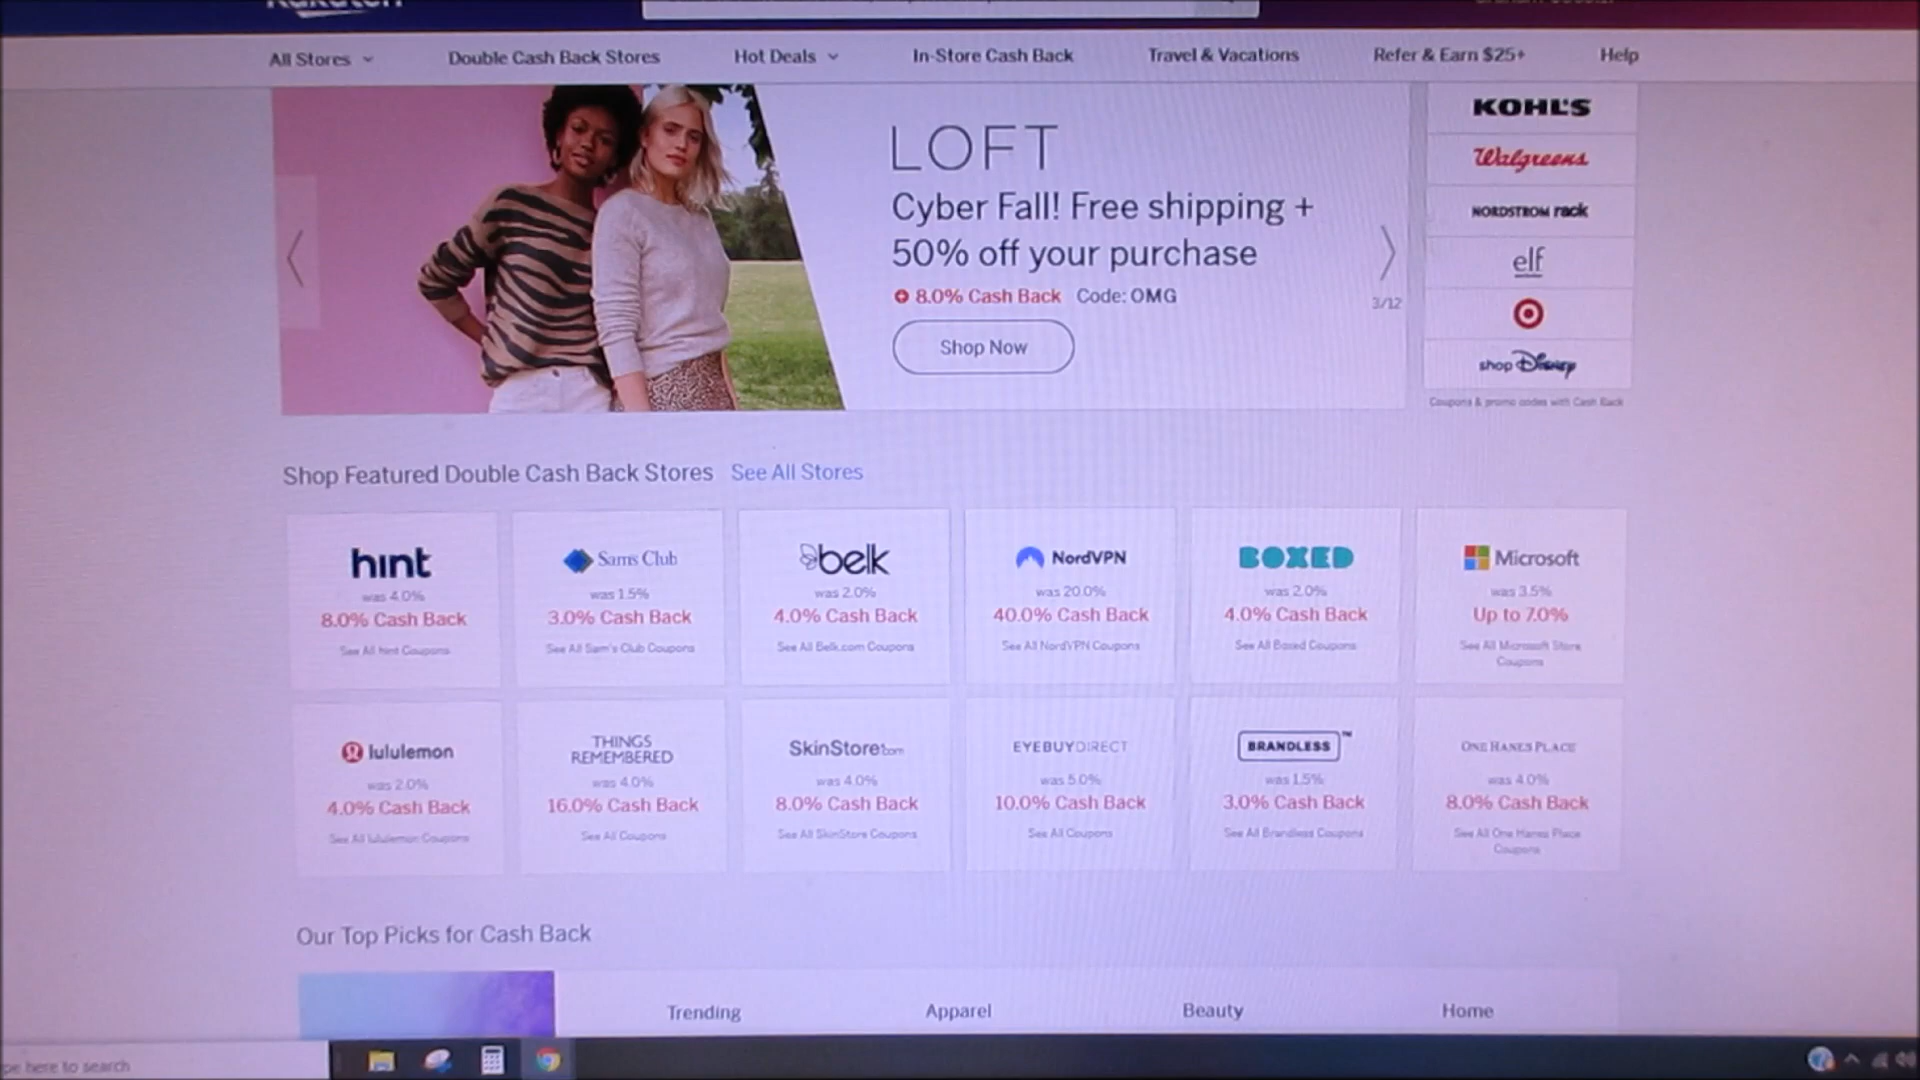 Rakuten
All Stores
Double Cash Back Stores
Hot Deals
In-Store Cash Back
Travel & Vacations
Refer & Earn $25+
Help
LOFT
Cyber Fall! Free shipping +
50% off your purchase
8.0% Cash Back Code: OMG
Shop Now
3/12
KOHL'S
Walgreens
NORDSTROM rack
elf
shop Disney
Coupons & promo codes with Cash Back
Shop Featured Double Cash Back Stores See All Stores
hint
was 4.0%
8.0% Cash Back
See All hint Coupons
Sam's Club
was 1.5%
3.0% Cash Back
See All Sam's Club Coupons
belk
was 2.0%
4.0% Cash Back
See All Belk.com Coupons
NordVPN
was 20.0%
40.0% Cash Back
See All NordVPN Coupons
BOXED
was 2.0%
4.0% Cash Back
See All Boxed Coupons
Microsoft
was 3.5%
Up to 7.0%
See All Microsoft Store
Coupons
lululemon
was 2.0%
4.0% Cash Back
See All lululemon Coupons
THINGS
REMEMBERED
was 4.0%
16.0% Cash Back
See All Coupons
SkinStore.com
was 4.0%
8.0% Cash Back
See All SkinStore Coupons
EYEBUYDIRECT
was 5.0%
10.0% Cash Back
See All Coupons
BRANDLESS™
was 1.5%
3.0% Cash Back
See All Brandless Coupons
ONE HANES PLACE
was 4.0%
8.0% Cash Back
See All One Hanes Place
Coupons
Our Top Picks for Cash Back
Trending
Apparel
Beauty
Home
pe here to search